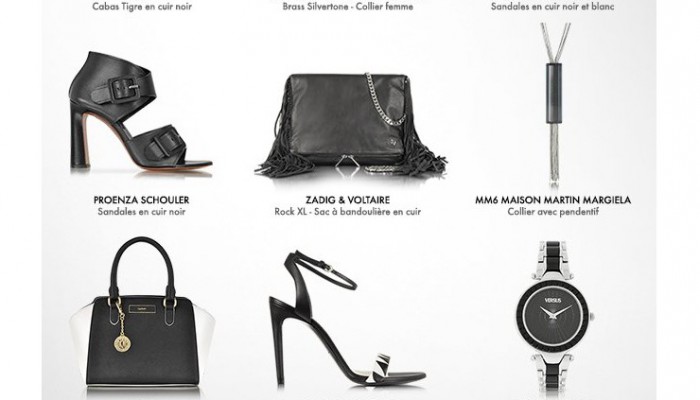 Cabas Tigre en cuir noir
Brass Silvertone - Collier femme
Sandales en cuir noir et blanc
PROENZA SCHOULER
Sandales en cuir noir
ZADIG & VOLTAIRE
Rock XL - Sac à bandoulière en cuir
MM6 MAISON MARTIN MARGIELA
Collier avec pendentif
VERSUS